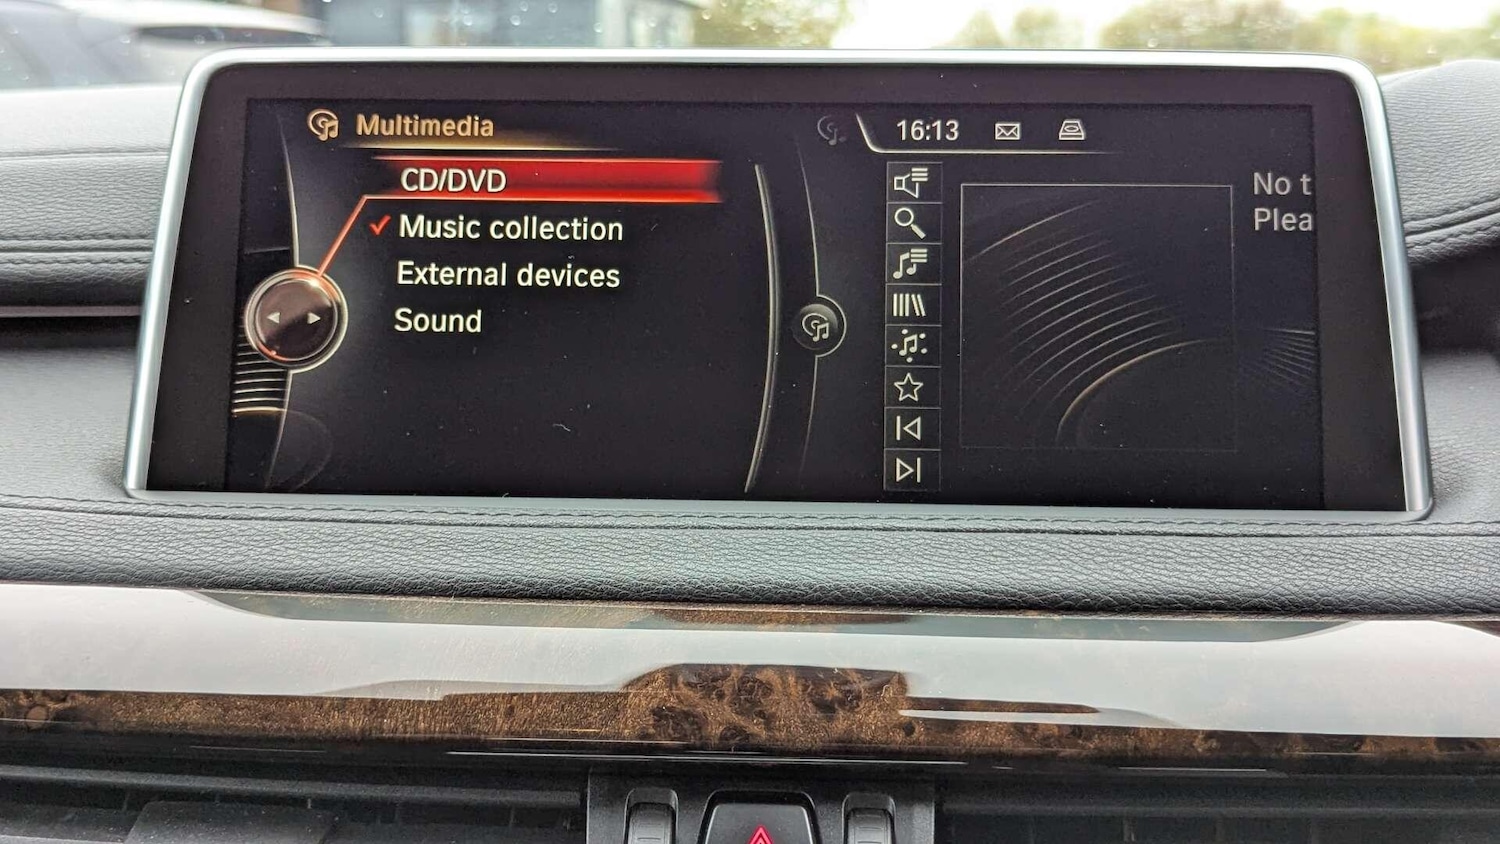 Multimedia
CD/DVD
Music collection
External devices
Sound
16:13
No t
Plea